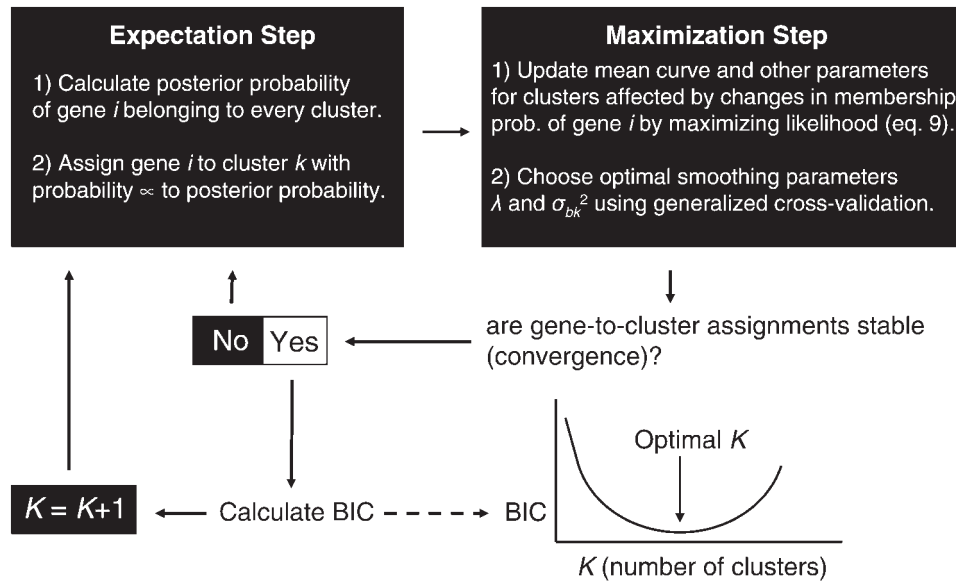 Expectation Step
1) Calculate posterior probability
of gene i belonging to every cluster.
2) Assign gene i to cluster k with
probability ∝ to posterior probability.
Maximization Step
1) Update mean curve and other parameters
for clusters affected by changes in membership
prob. of gene i by maximizing likelihood (eq. 9).
2) Choose optimal smoothing parameters
λ and σbk² using generalized cross-validation.
are gene-to-cluster assignments stable
(convergence)?
No Yes
Optimal K
K = K+1
Calculate BIC
BIC
K (number of clusters)